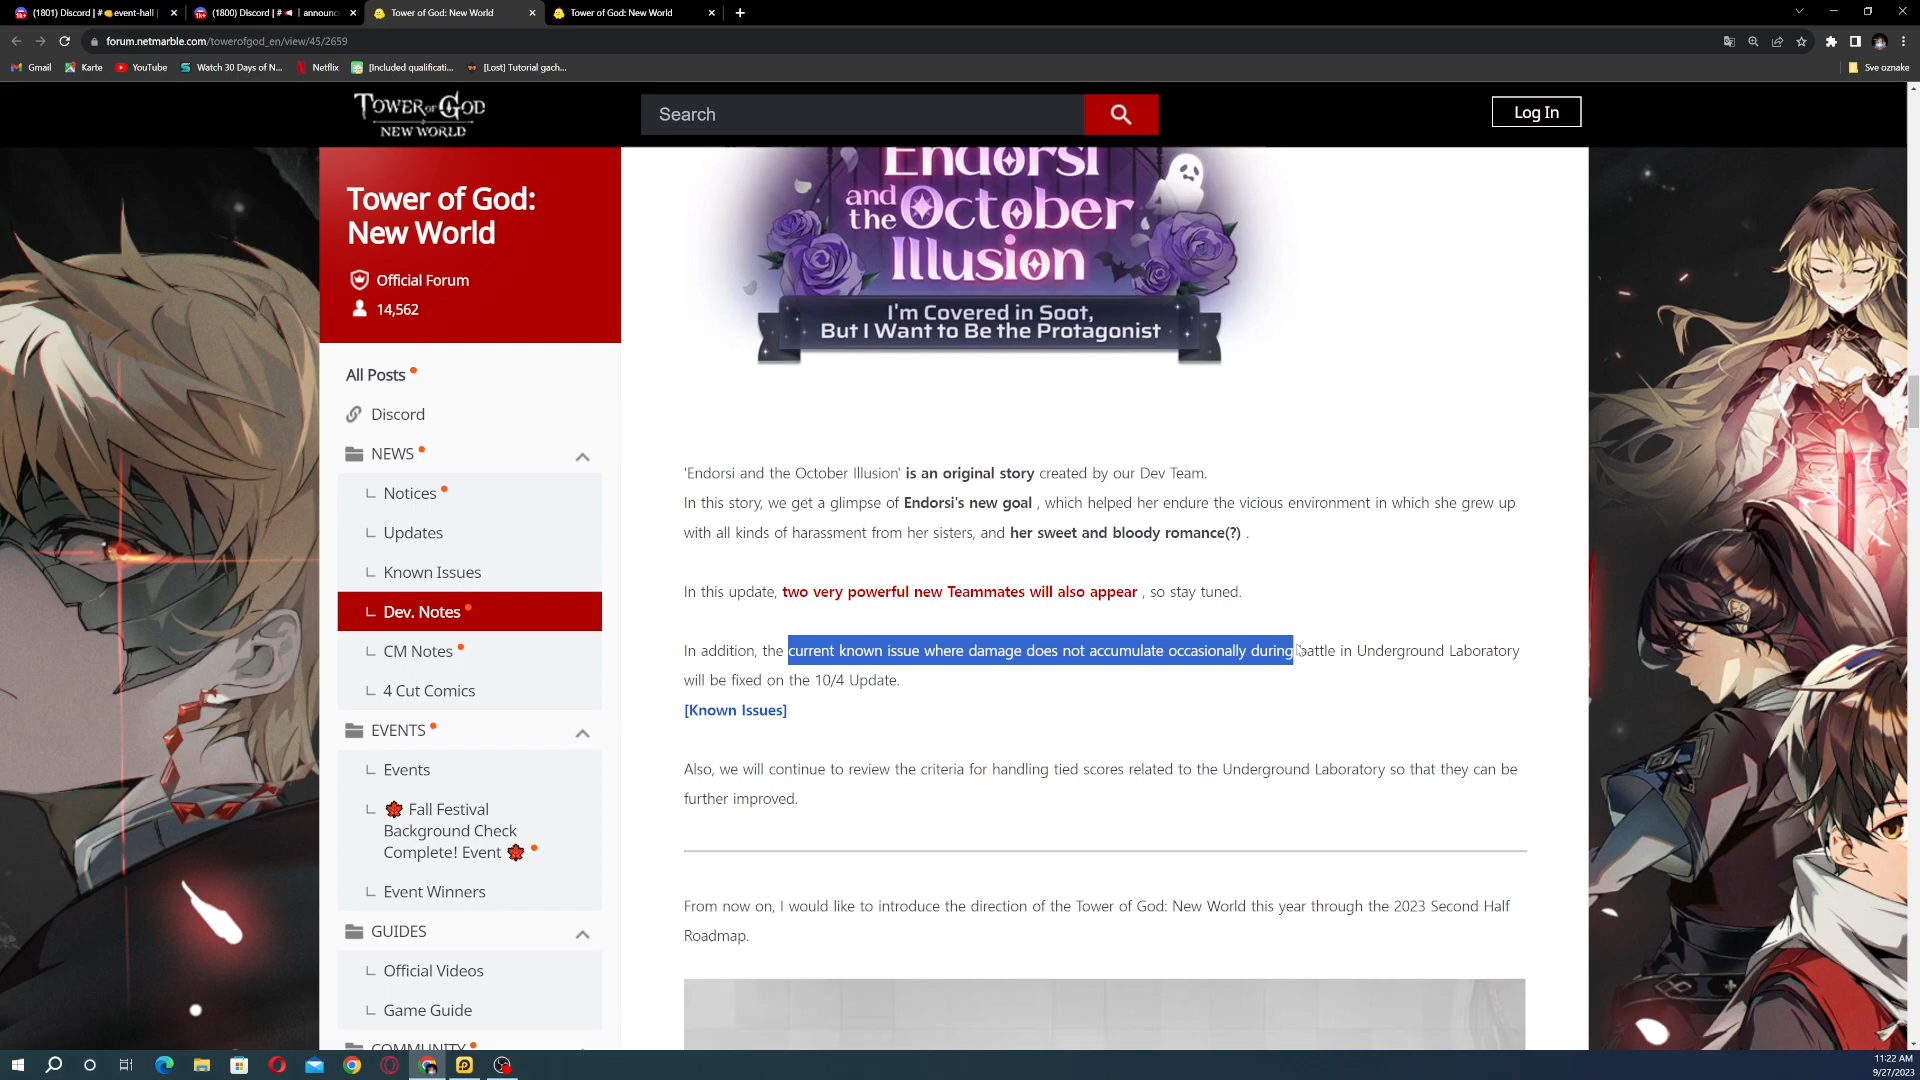 (1801) Discord | #👊event-hall |
(1800) Discord | #📢 | announc
Tower of God: New World
Tower of God: New World
forum.netmarble.com/towerofgod_en/view/45/2659
Gmail
Karte
YouTube
Watch 30 Days of N...
Netflix
[Included qualificati...
[Lost] Tutorial gach...
Sve oznake
TOWER OF GOD
NEW WORLD
Search
Log In
Tower of God:
New World
Official Forum
14,562
All Posts
Discord
NEWS
Notices
Updates
Known Issues
Dev. Notes
CM Notes
4 Cut Comics
EVENTS
Events
🍁 Fall Festival
Background Check
Complete! Event 🍁
Event Winners
GUIDES
Official Videos
Game Guide
COMMUNITY
Endorsi
and the October
Illusion
I'm Covered in Soot,
But I Want to Be the Protagonist
'Endorsi and the October Illusion' is an original story created by our Dev Team.
In this story, we get a glimpse of Endorsi's new goal , which helped her endure the vicious environment in which she grew up
with all kinds of harassment from her sisters, and her sweet and bloody romance(?) .
In this update, two very powerful new Teammates will also appear , so stay tuned.
In addition, the current known issue where damage does not accumulate occasionally during battle in Underground Laboratory
will be fixed on the 10/4 Update.
[Known Issues]
Also, we will continue to review the criteria for handling tied scores related to the Underground Laboratory so that they can be
further improved.
From now on, I would like to introduce the direction of the Tower of God: New World this year through the 2023 Second Half
Roadmap.
11:22 AM
9/27/2023